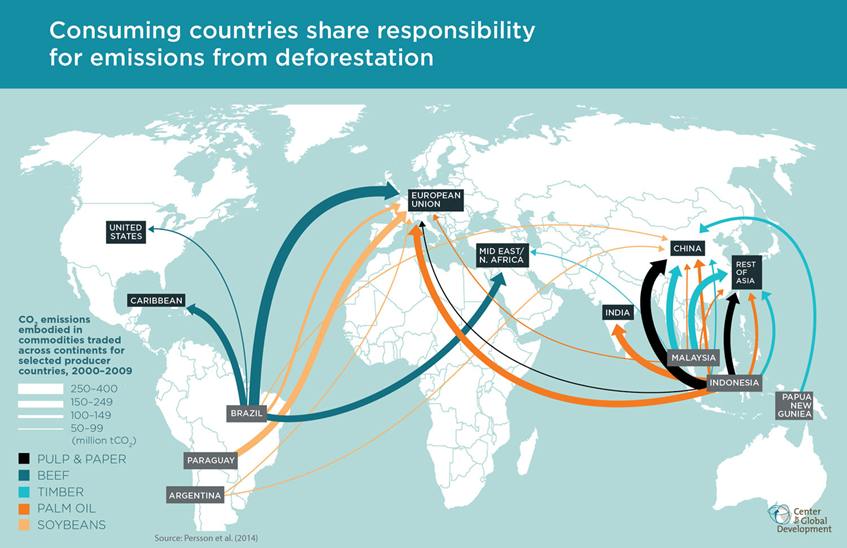 Consuming countries share responsibility
for emissions from deforestation
EUROPEAN
UNION
UNITED
STATES
MID EAST/
N. AFRICA
CHINA
REST
OF
ASIA
CARIBBEAN
INDIA
CO2 emissions
embodied in
commodities traded
across continents for
selected producer
countries, 2000–2009
250–400
150–249
100–149
50–99
(million tCO2)
PULP & PAPER
BEEF
TIMBER
PALM OIL
SOYBEANS
MALAYSIA
INDONESIA
PAPUA
NEW
GUNIEA
BRAZIL
PARAGUAY
ARGENTINA
Source: Persson et al. (2014)
Center
for Global
Development